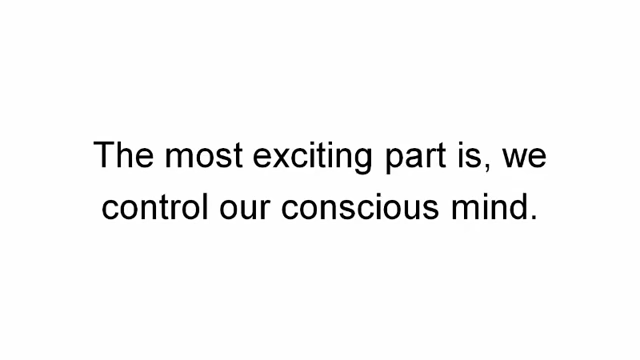 The most exciting part is, we
control our conscious mind.